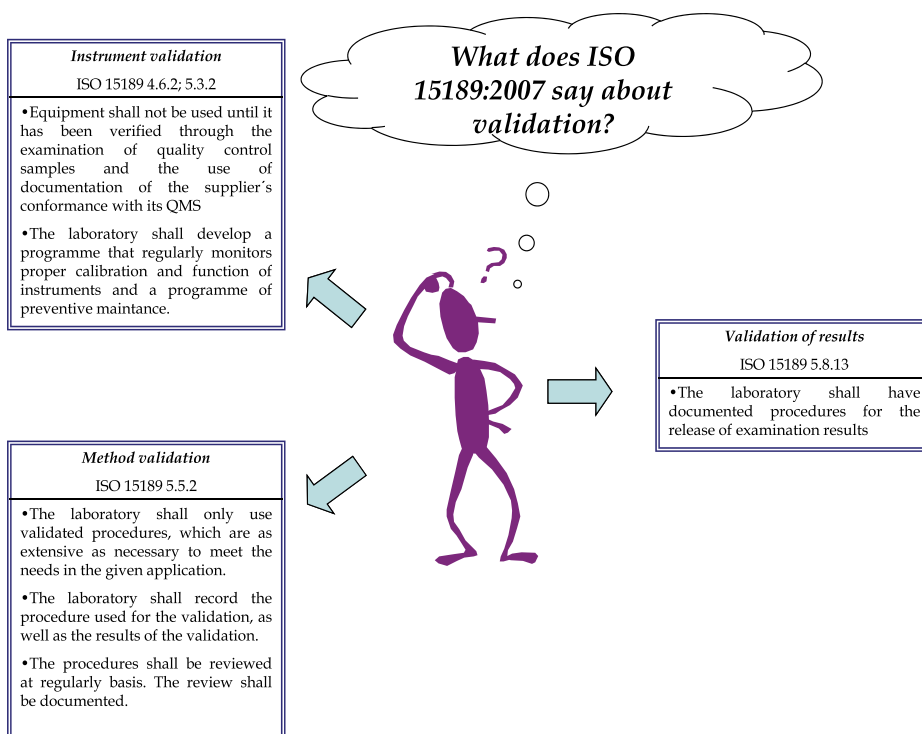 What does ISO
15189:2007 say about
validation?
Instrument validation
ISO 15189 4.6.2; 5.3.2
•Equipment shall not be used until it
has been verified through the
examination of quality control
samples and the use of
documentation of the supplier´s
conformance with its QMS
•The laboratory shall develop a
programme that regularly monitors
proper calibration and function of
instruments and a programme of
preventive maintance.
?
Validation of results
ISO 15189 5.8.13
•The laboratory shall have
documented procedures for the
release of examination results
Method validation
ISO 15189 5.5.2
•The laboratory shall only use
validated procedures, which are as
extensive as necessary to meet the
needs in the given application.
•The laboratory shall record the
procedure used for the validation, as
well as the results of the validation.
•The procedures shall be reviewed
at regularly basis. The review shall
be documented.